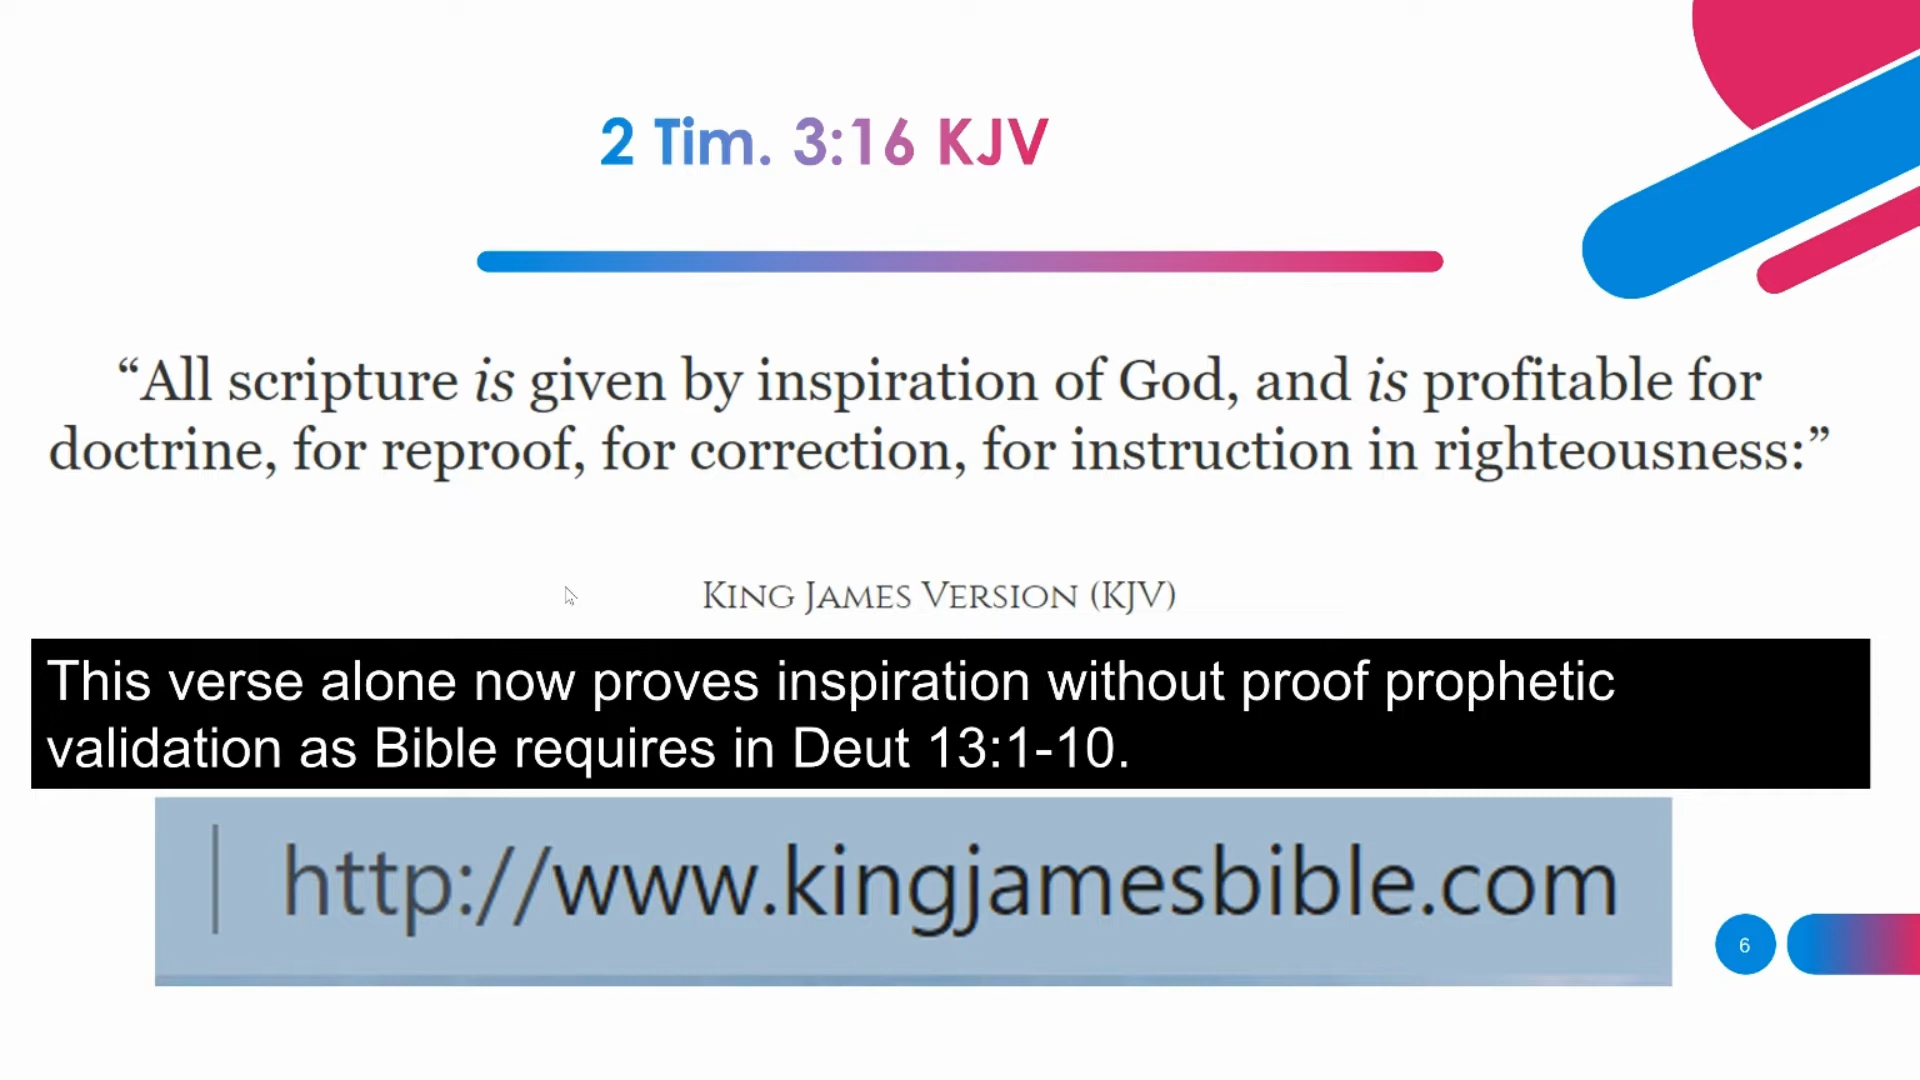 2 Tim. 3:16 KJV
“All scripture is given by inspiration of God, and is profitable for
doctrine, for reproof, for correction, for instruction in righteousness:”
King James Version (KJV)
This verse alone now proves inspiration without proof prophetic
validation as Bible requires in Deut 13:1-10.
http://www.kingjamesbible.com
6